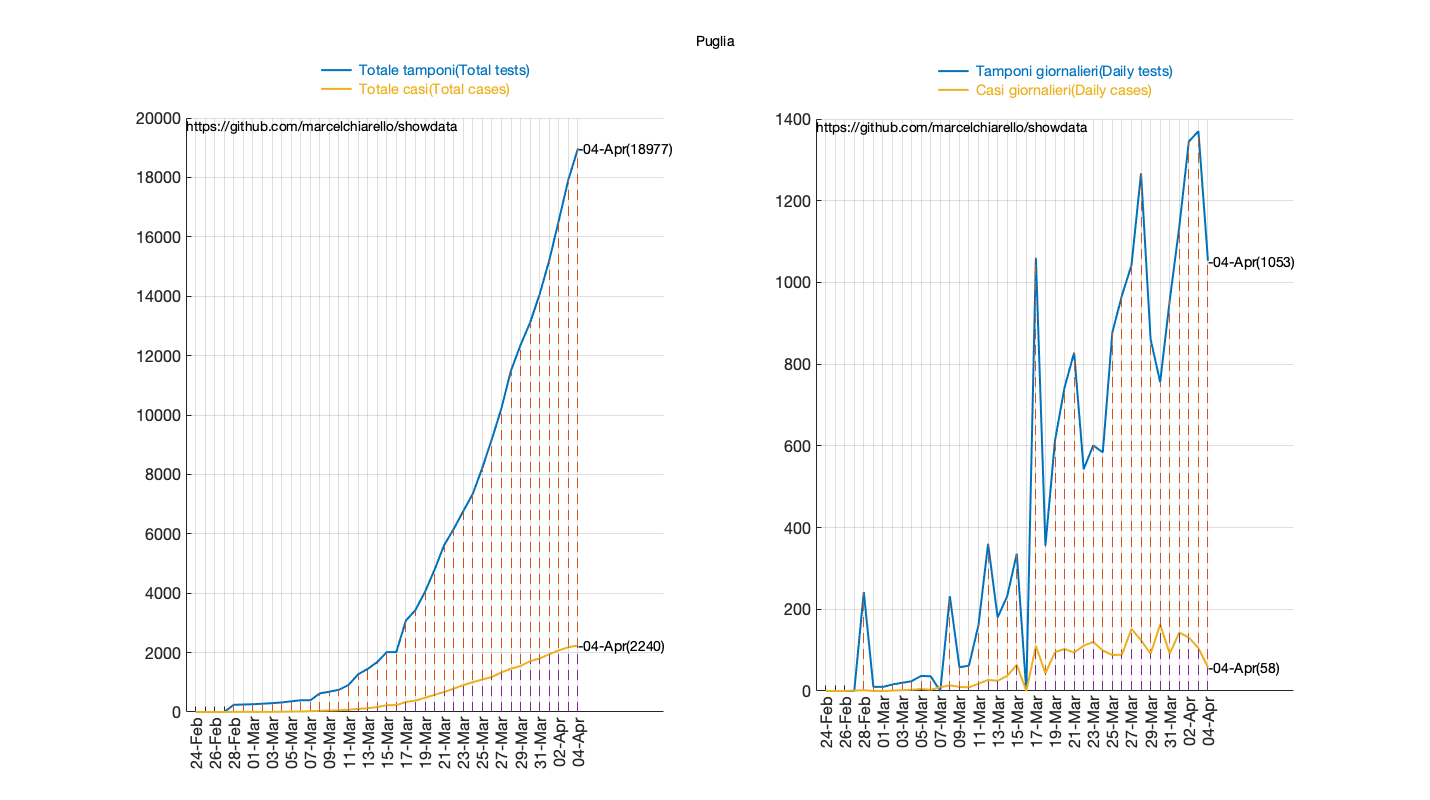 Puglia
Totale tamponi(Total tests)
Totale casi(Total cases)
20000
18000
16000
14000
12000
10000
8000
6000
4000
2000
0
https://github.com/marcelchiarello/showdata
-04-Apr(18977)
-04-Apr(2240)
24-Feb
26-Feb
28-Feb
01-Mar
03-Mar
05-Mar
07-Mar
09-Mar
11-Mar
13-Mar
15-Mar
17-Mar
19-Mar
21-Mar
23-Mar
25-Mar
27-Mar
29-Mar
31-Mar
02-Apr
04-Apr
Tamponi giornalieri(Daily tests)
Casi giornalieri(Daily cases)
1400
1200
1000
800
600
400
200
0
https://github.com/marcelchiarello/showdata
-04-Apr(1053)
-04-Apr(58)
24-Feb
26-Feb
28-Feb
01-Mar
03-Mar
05-Mar
07-Mar
09-Mar
11-Mar
13-Mar
15-Mar
17-Mar
19-Mar
21-Mar
23-Mar
25-Mar
27-Mar
29-Mar
31-Mar
02-Apr
04-Apr